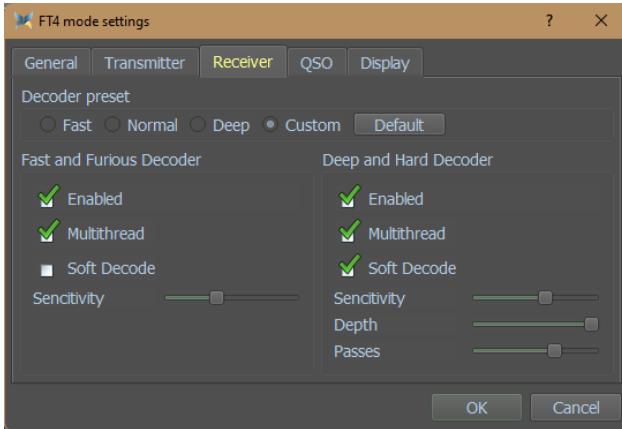 FT4 mode settings ? ×
General Transmitter Receiver QSO Display
Decoder preset
Fast Normal Deep Custom Default
Fast and Furious Decoder
Enabled
Multithread
Soft Decode
Sencitivity
Deep and Hard Decoder
Enabled
Multithread
Soft Decode
Sencitivity
Depth
Passes
OK Cancel